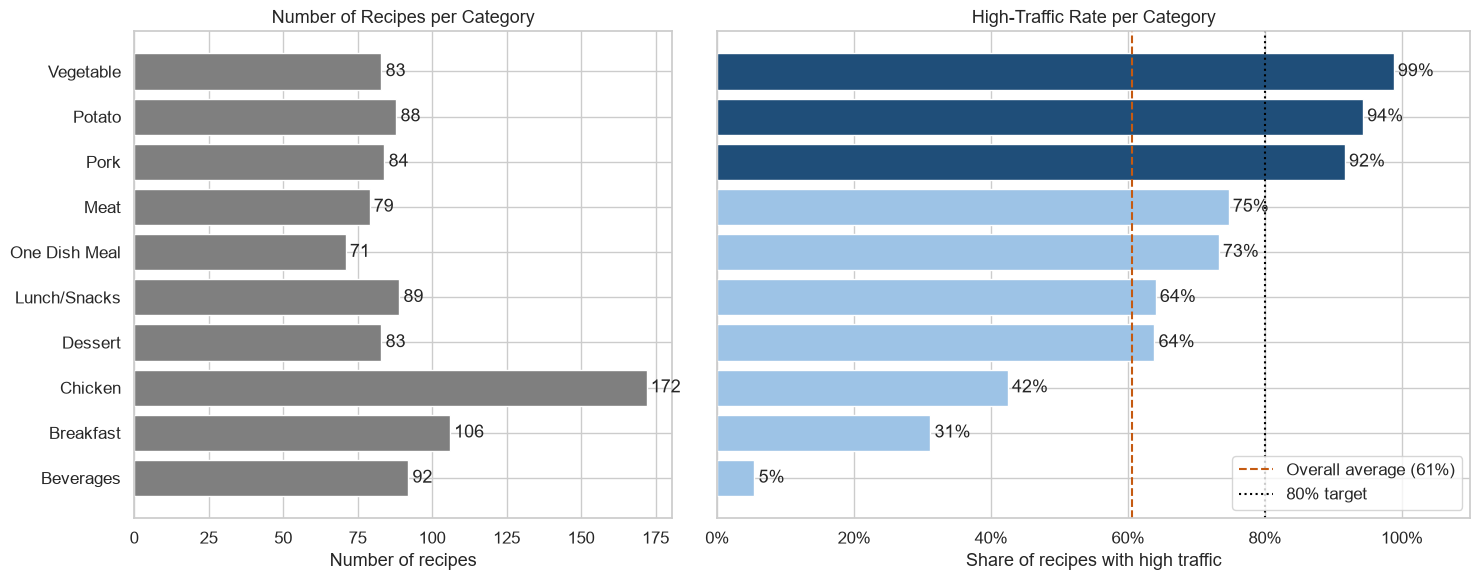 Number of Recipes per Category
Vegetable
83
Potato
88
Pork
84
Meat
79
One Dish Meal
71
Lunch/Snacks
89
Dessert
83
Chicken
172
Breakfast
106
Beverages
92
0 25 50 75 100 125 150 175
Number of recipes
High-Traffic Rate per Category
99%
94%
92%
75%
73%
64%
64%
42%
31%
5%
Overall average (61%)
80% target
0% 20% 40% 60% 80% 100%
Share of recipes with high traffic